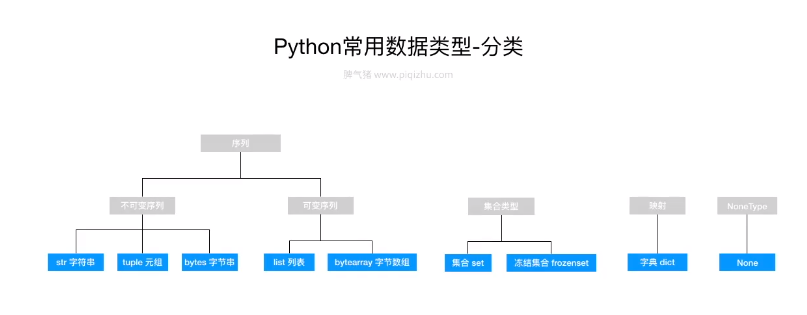 Python常用数据类型-分类
脾气猪 www.piqizhu.com
序列
不可变序列
可变序列
集合类型
映射
NoneType
str 字符串
tuple 元组
bytes 字节串
list 列表
bytearray 字节数组
集合 set
冻结集合 frozenset
字典 dict
None